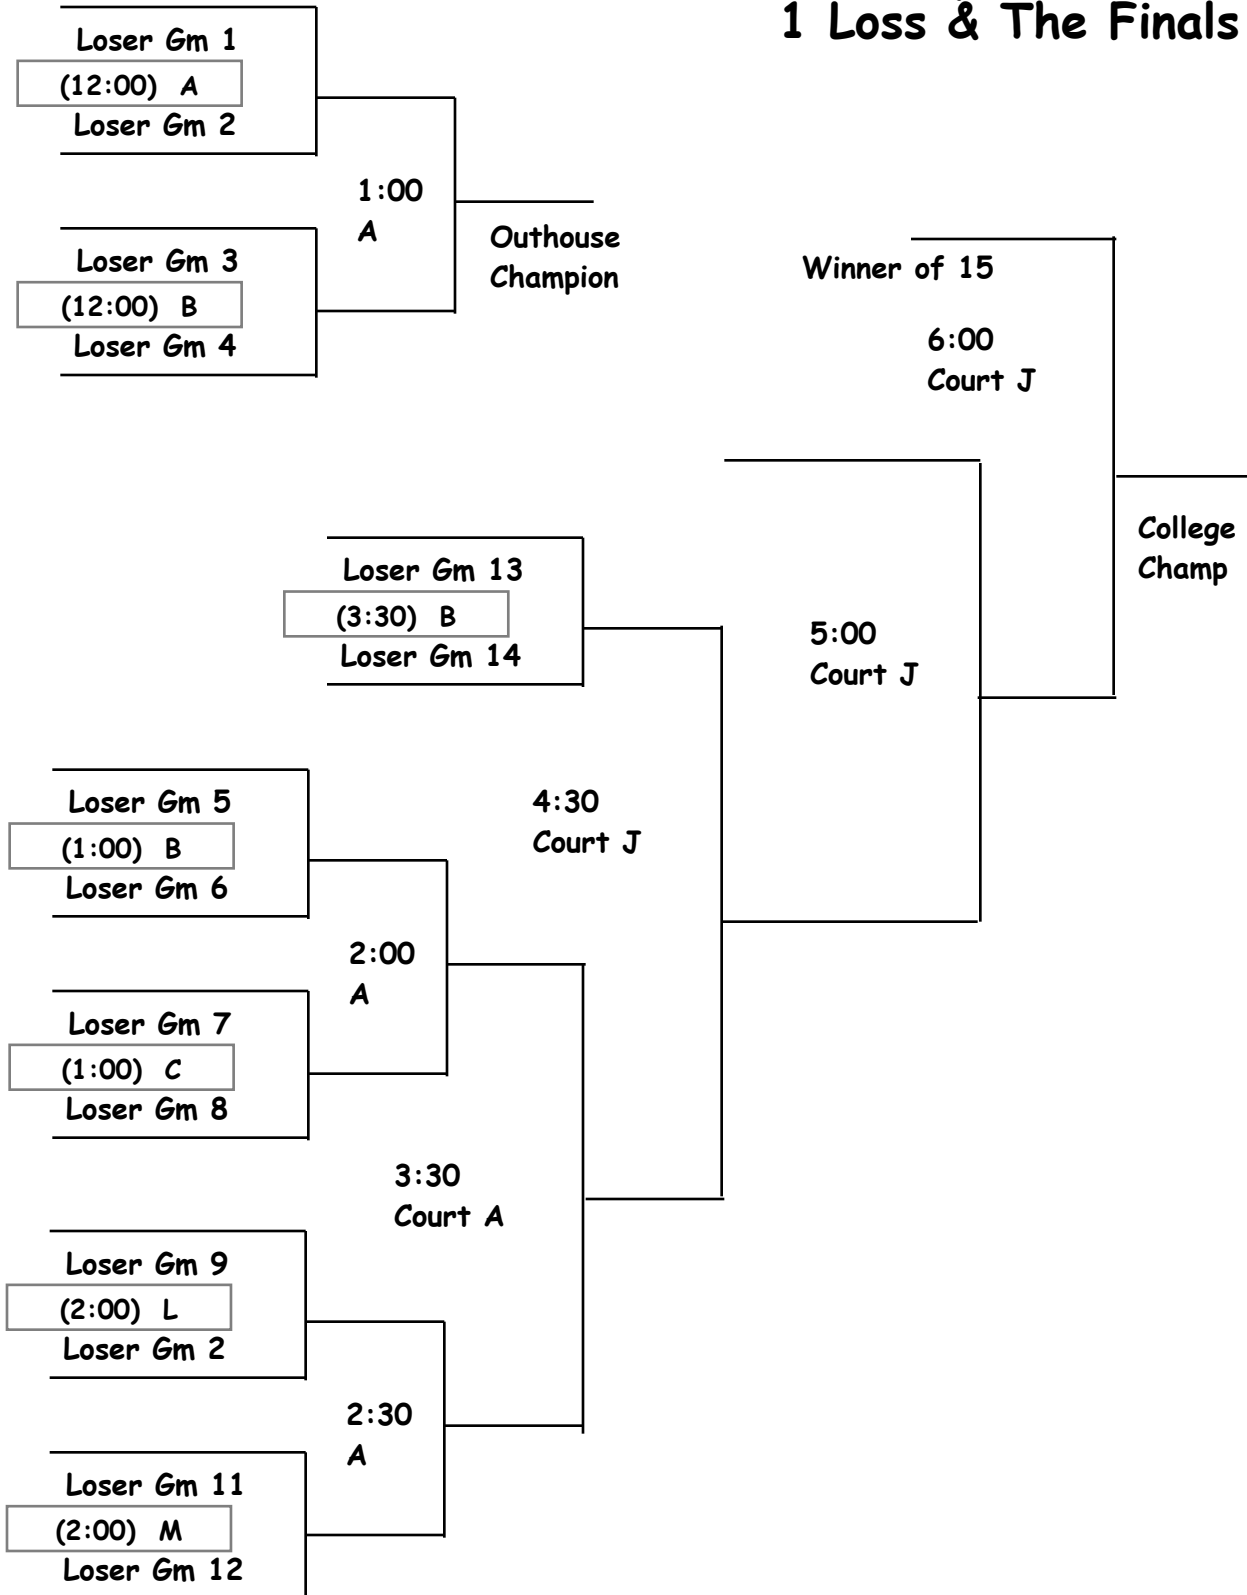 1 Loss & The Finals
Loser Gm 1
(12:00) A
Loser Gm 2
1:00
A
Outhouse
Champion
Loser Gm 3
(12:00) B
Loser Gm 4
Winner of 15
6:00
Court J
College
Champ
Loser Gm 13
(3:30) B
Loser Gm 14
5:00
Court J
Loser Gm 5
(1:00) B
Loser Gm 6
4:30
Court J
2:00
A
Loser Gm 7
(1:00) C
Loser Gm 8
3:30
Court A
Loser Gm 9
(2:00) L
Loser Gm 2
2:30
A
Loser Gm 11
(2:00) M
Loser Gm 12